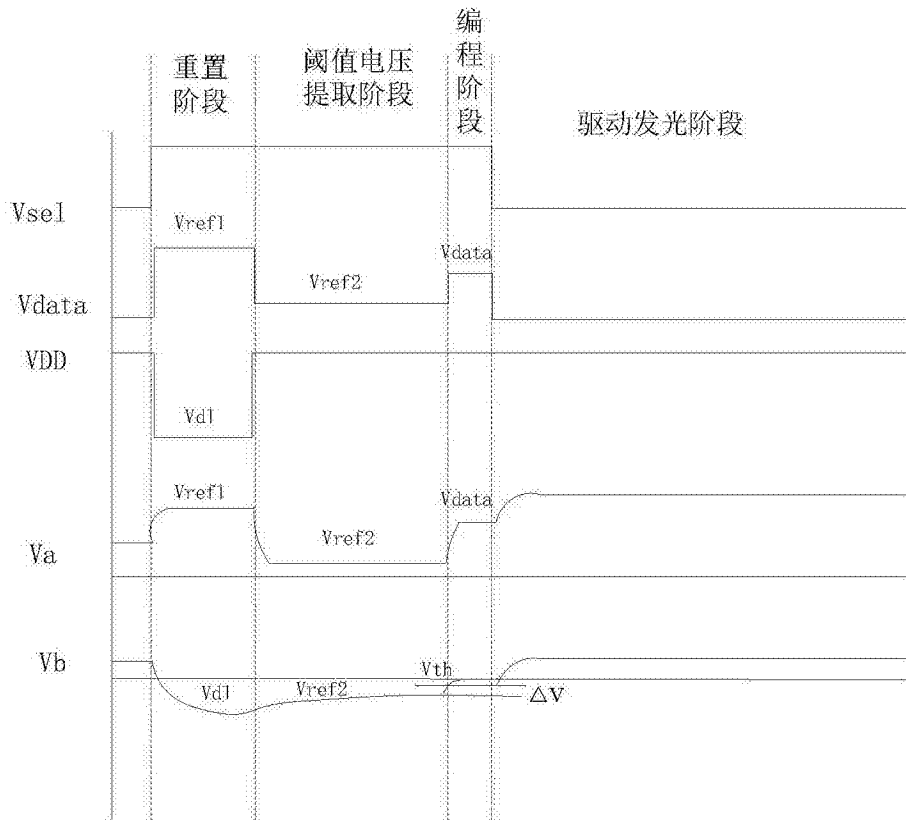 重置
阶段
阈值电压
提取阶段
编
程
阶
段
驱动发光阶段
Vsel
Vref1
Vdata
Vref2
Vdata
VDD
Vd1
Vref1
Vdata
Vref2
Va
Vb
Vth
Vd1
Vref2
ΔV